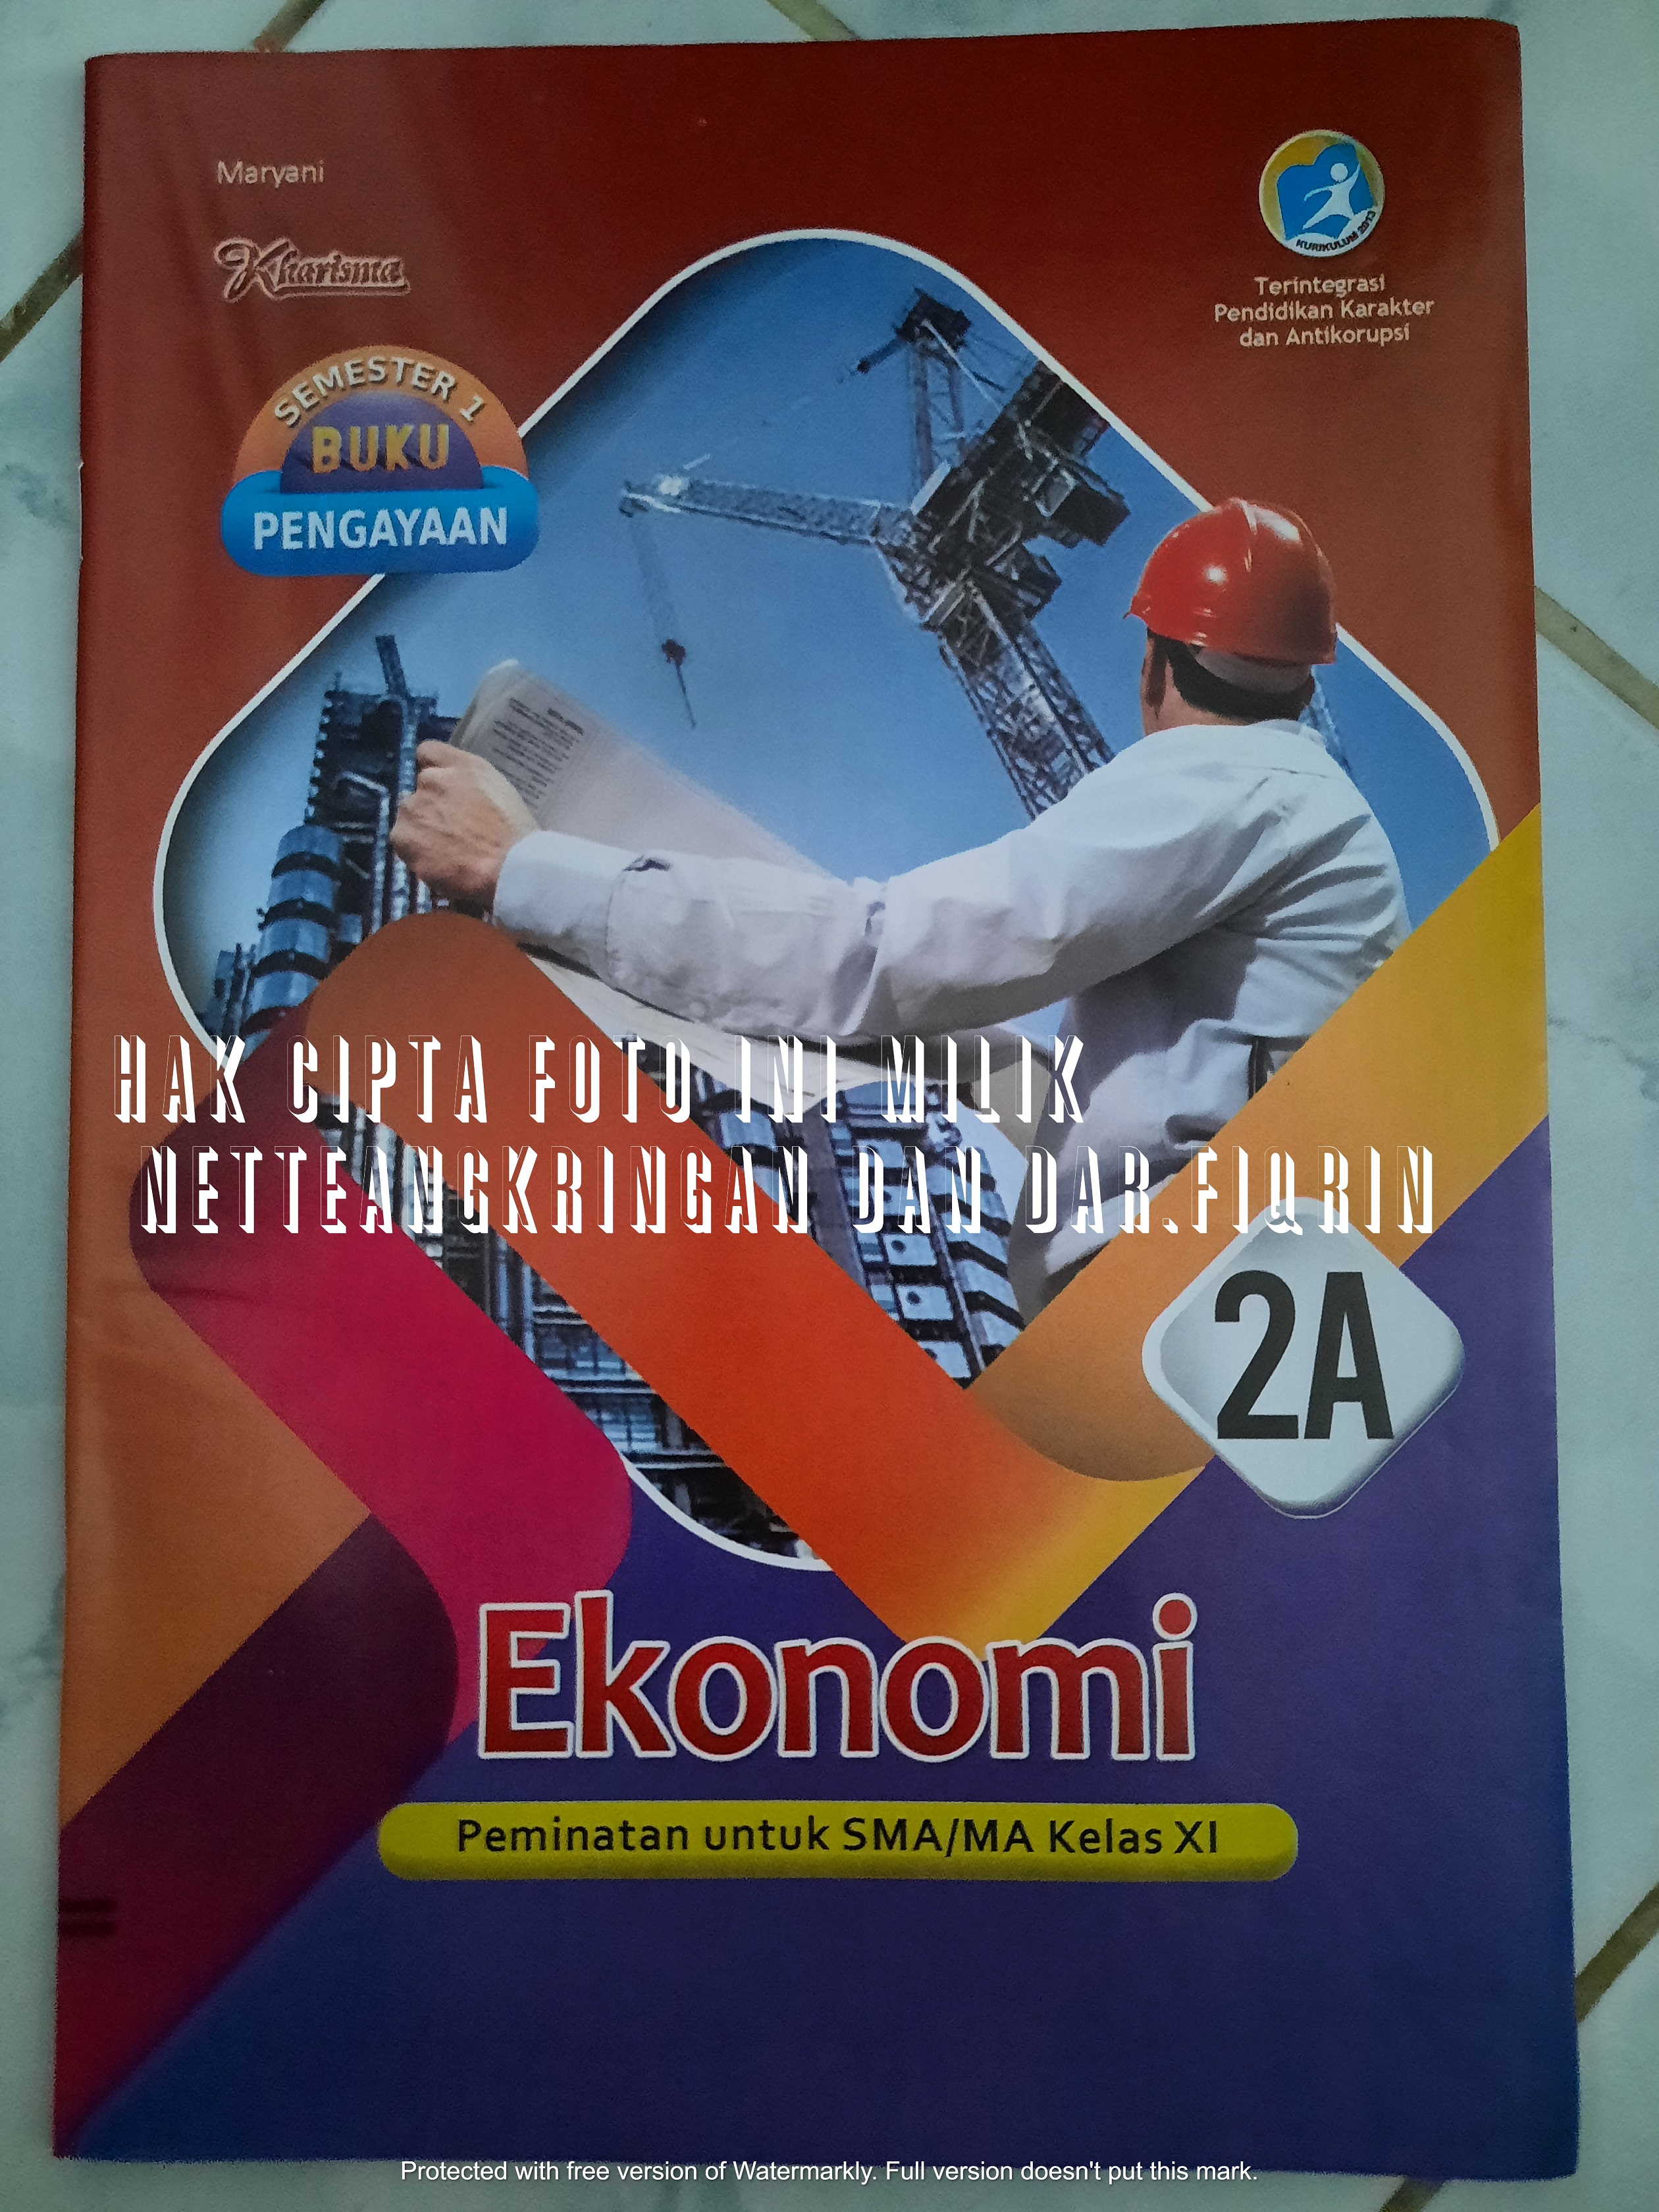 Maryani
Kharisma
KURIKULUM 2013
Terintegrasi
Pendidikan Karakter
dan Antikorupsi
SEMESTER 1
BUKU
PENGAYAAN
HAK CIPTA FOTO INI MILIK
NETTEANGKRINGAN DAN DAR.FIQRIN
2A
Ekonomi
Peminatan untuk SMA/MA Kelas XI
Protected with free version of Watermarkly. Full version doesn't put this mark.